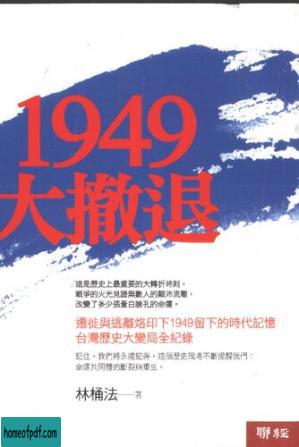 1949
大撤退
這是歷史上最重要的大轉折時刻，
戰爭的火光見證無數人的顛沛流離，
改變了多少張蒼白臉孔的命運。
遷徙與逃離烙印下1949留下的時代記憶
台灣歷史大變局全紀錄
記住，我們將永遠記得，這個歷史現場不斷提醒我們：
命運共同體的斷裂與重生。
林桶法——著
聯經
homeofpdf.com